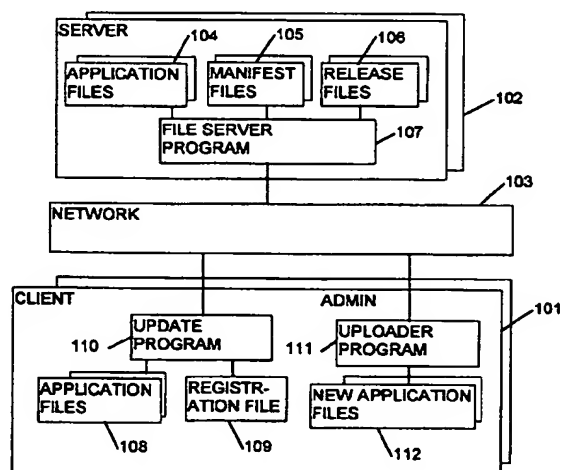 SERVER
104
105
106
APPLICATION
FILES
MANIFEST
FILES
RELEASE
FILES
102
FILE SERVER
PROGRAM
107
103
NETWORK
CLIENT
ADMIN
101
110
UPDATE
PROGRAM
111
UPLOADER
PROGRAM
APPLICATION
FILES
REGISTR-
ATION FILE
NEW APPLICATION
FILES
108
109
112